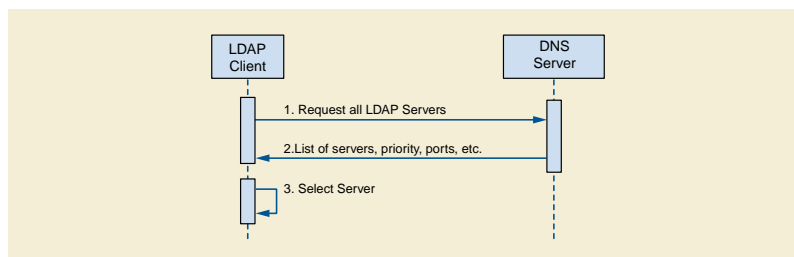 LDAP
Client
DNS
Server
1. Request all LDAP Servers
2.List of servers, priority, ports, etc.
3. Select Server